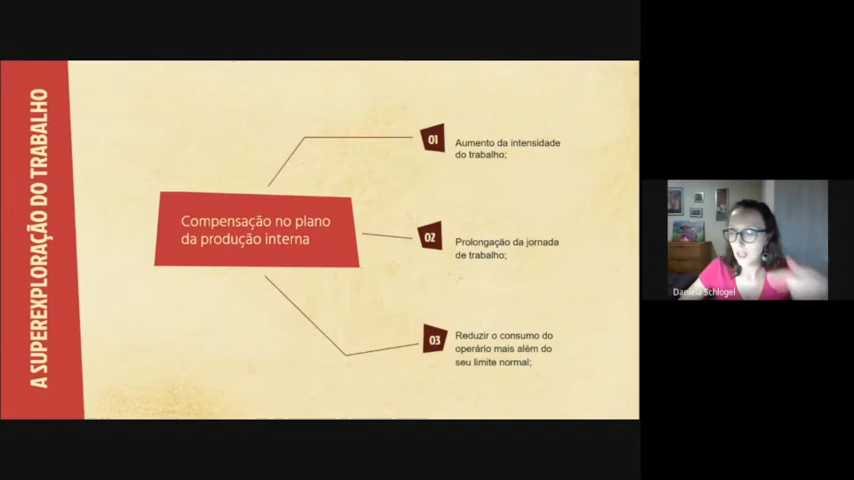 A SUPEREXPLORAÇÃO DO TRABALHO
Compensação no plano
da produção interna
01
Aumento da intensidade
do trabalho;
02
Prolongação da jornada
de trabalho;
03
Reduzir o consumo do
operário mais além do
seu limite normal;
Daniela Schlogel